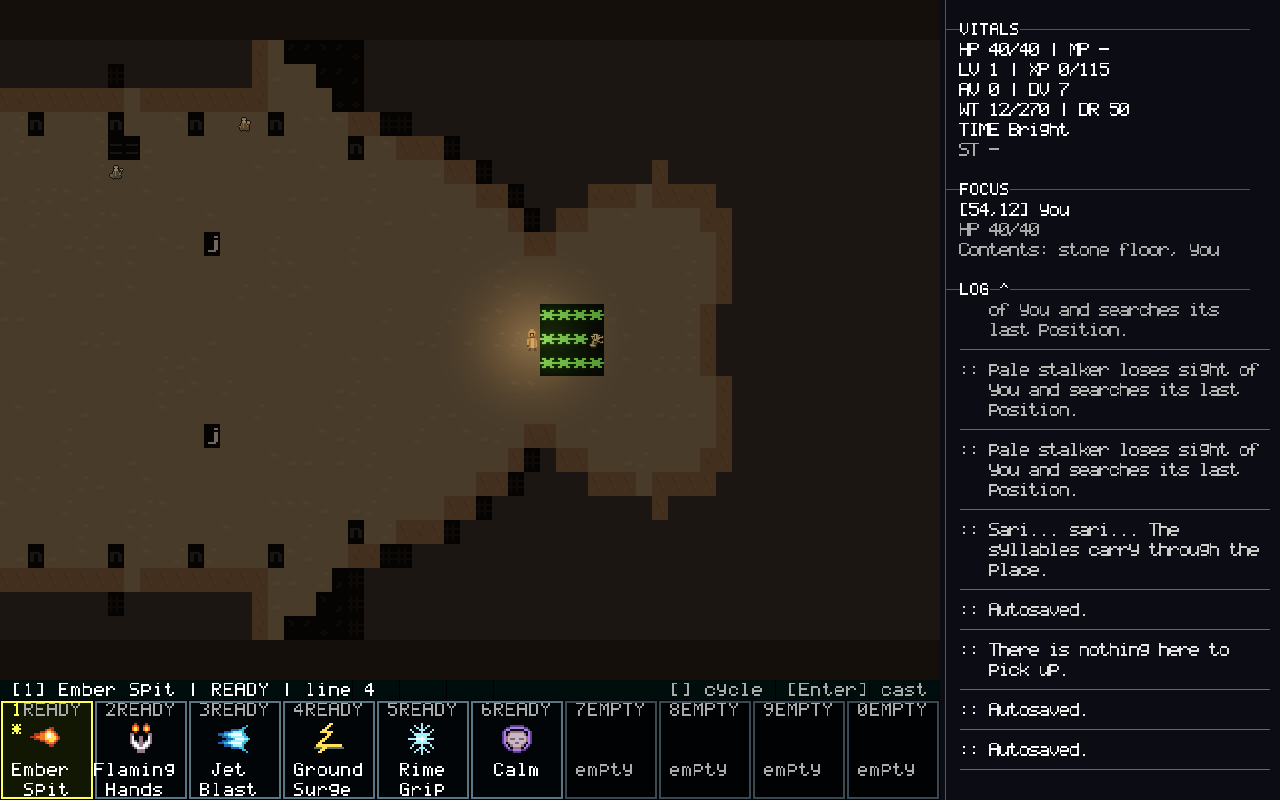 VITALS
HP 40/40 | MP -
LV 1 | XP 0/115
AV 0 | DV 7
WT 12/270 | DR 50
TIME Bright
ST -
FOCUS
[54,12] You
HP 40/40
Contents: stone floor, You
LOG ^
of You and searches its
last Position.
:: Pale stalker loses sight of
You and searches its last
Position.
:: Pale stalker loses sight of
You and searches its last
Position.
:: Sari... sari... The
syllables carry through the
Place.
:: Autosaved.
:: There is nothing here to
Pick uP.
:: Autosaved.
:: Autosaved.
n n n n
n
j
j
n
n n n n
[1] Ember SPit | READY | line 4 [] cycle [Enter] cast
1READY 2READY 3READY 4READY 5READY 6READY 7EMPTY 8EMPTY 9EMPTY 0EMPTY
*
Ember Flaming Jet Ground Rime Calm emPty emPty emPty emPty
SPit Hands Blast Surge GriP